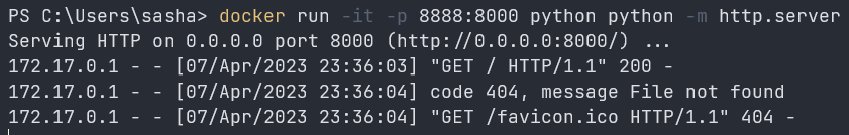 PS C:\Users\sasha> docker run -it -p 8888:8000 python python -m http.server
Serving HTTP on 0.0.0.0 port 8000 (http://0.0.0.0:8000/) ...
172.17.0.1 - - [07/Apr/2023 23:36:03] "GET / HTTP/1.1" 200 -
172.17.0.1 - - [07/Apr/2023 23:36:04] code 404, message File not found
172.17.0.1 - - [07/Apr/2023 23:36:04] "GET /favicon.ico HTTP/1.1" 404 -